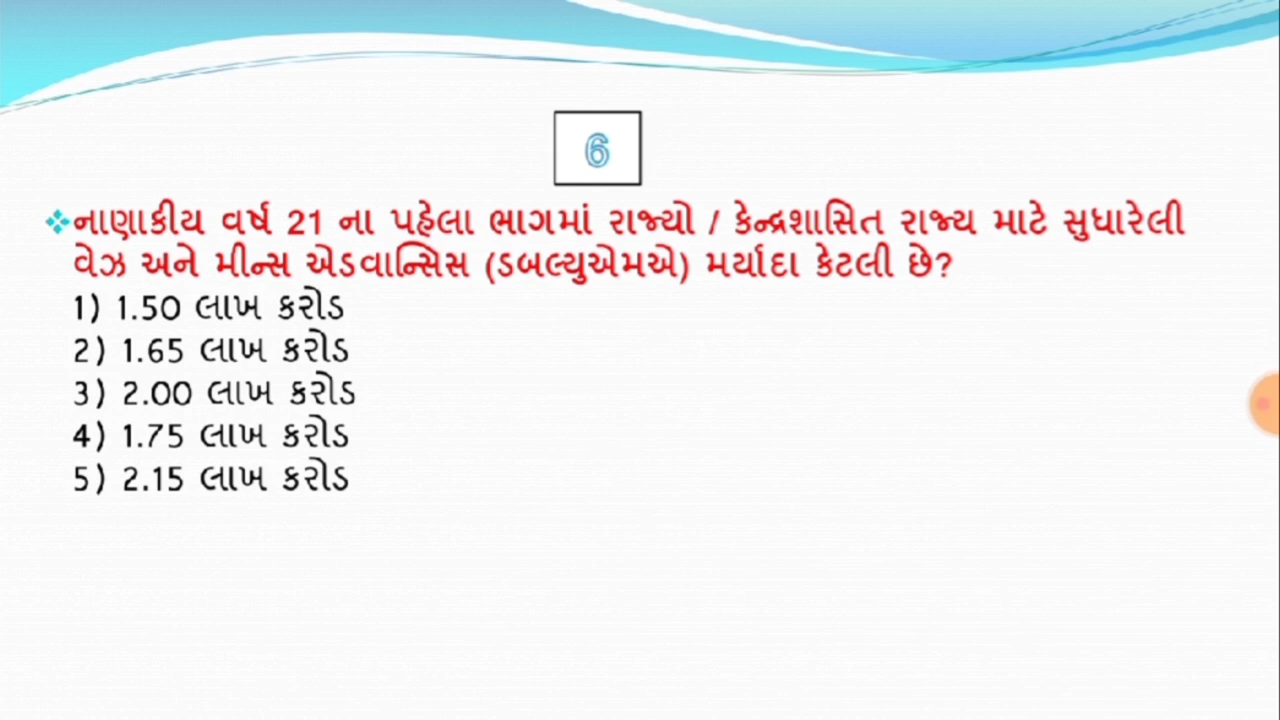 6
❖નાણાકીય વર્ષ 21 ના પહેલા ભાગમાં રાજ્યો / કેન્દ્રશાસિત રાજ્ય માટે સુધારેલી
વેઝ અને મીન્સ એડવાન્સિસ (ડબલ્યુએમએ) મર્યાદા કેટલી છે?
1) 1.50 લાખ કરોડ
2) 1.65 લાખ કરોડ
3) 2.00 લાખ કરોડ
4) 1.75 લાખ કરોડ
5) 2.15 લાખ કરોડ